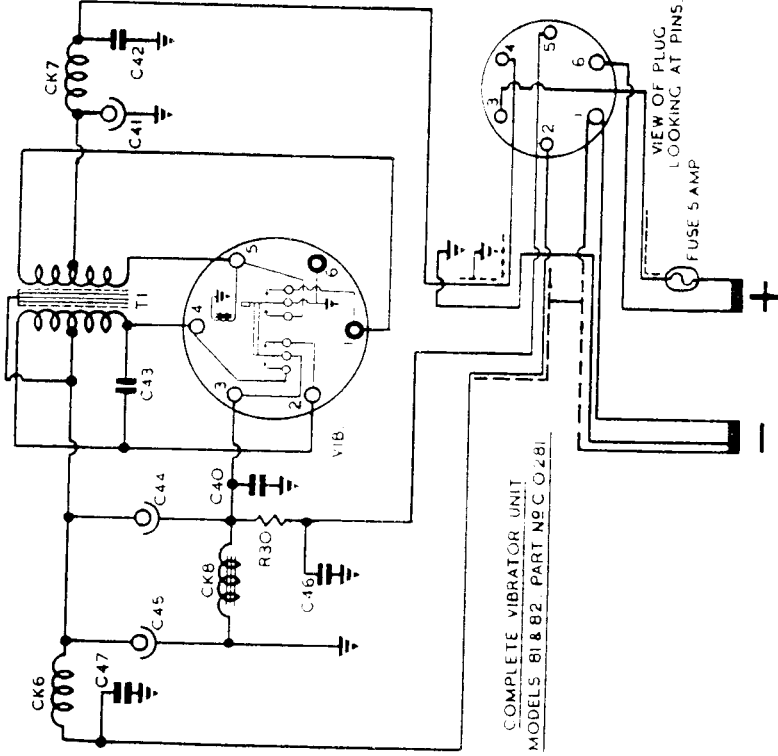 CK7
C42
C41
T1
C43
4
5
3
6
2
1
VIB.
C44
C40
CK8
R30
C46
C45
CK6
C47
3
4
5
2
6
1
VIEW OF PLUG
LOOKING AT PINS.
FUSE 5 AMP
+
−
COMPLETE VIBRATOR UNIT
MODELS 81 & 82. PART Nº C 0281